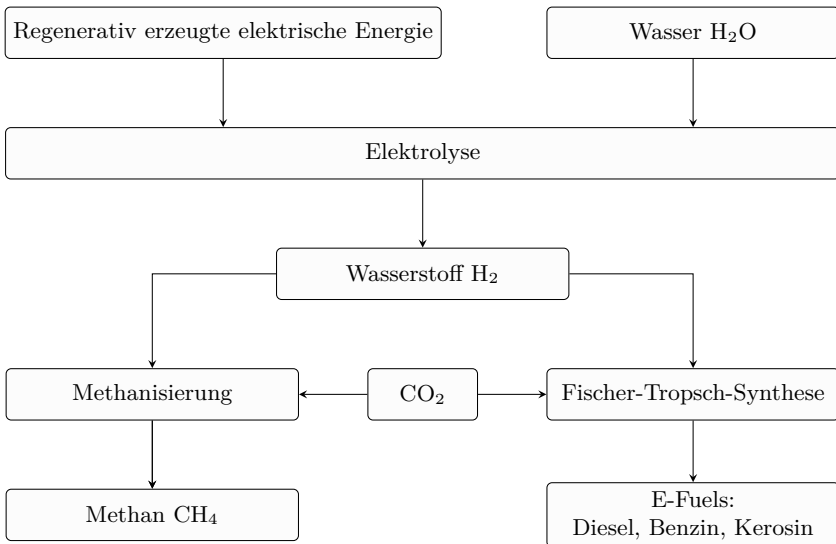 Regenerativ erzeugte elektrische Energie
Wasser H₂O
Elektrolyse
Wasserstoff H₂
Methanisierung
CO₂
Fischer-Tropsch-Synthese
Methan CH₄
E-Fuels:
Diesel, Benzin, Kerosin